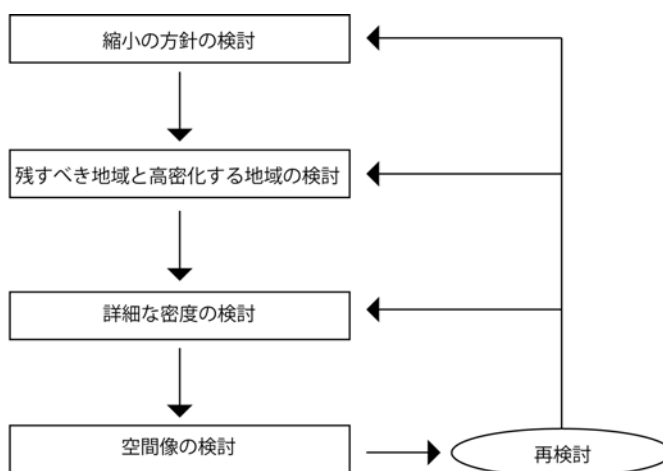 縮小の方針の検討
残すべき地域と高密化する地域の検討
詳細な密度の検討
空間像の検討
再検討